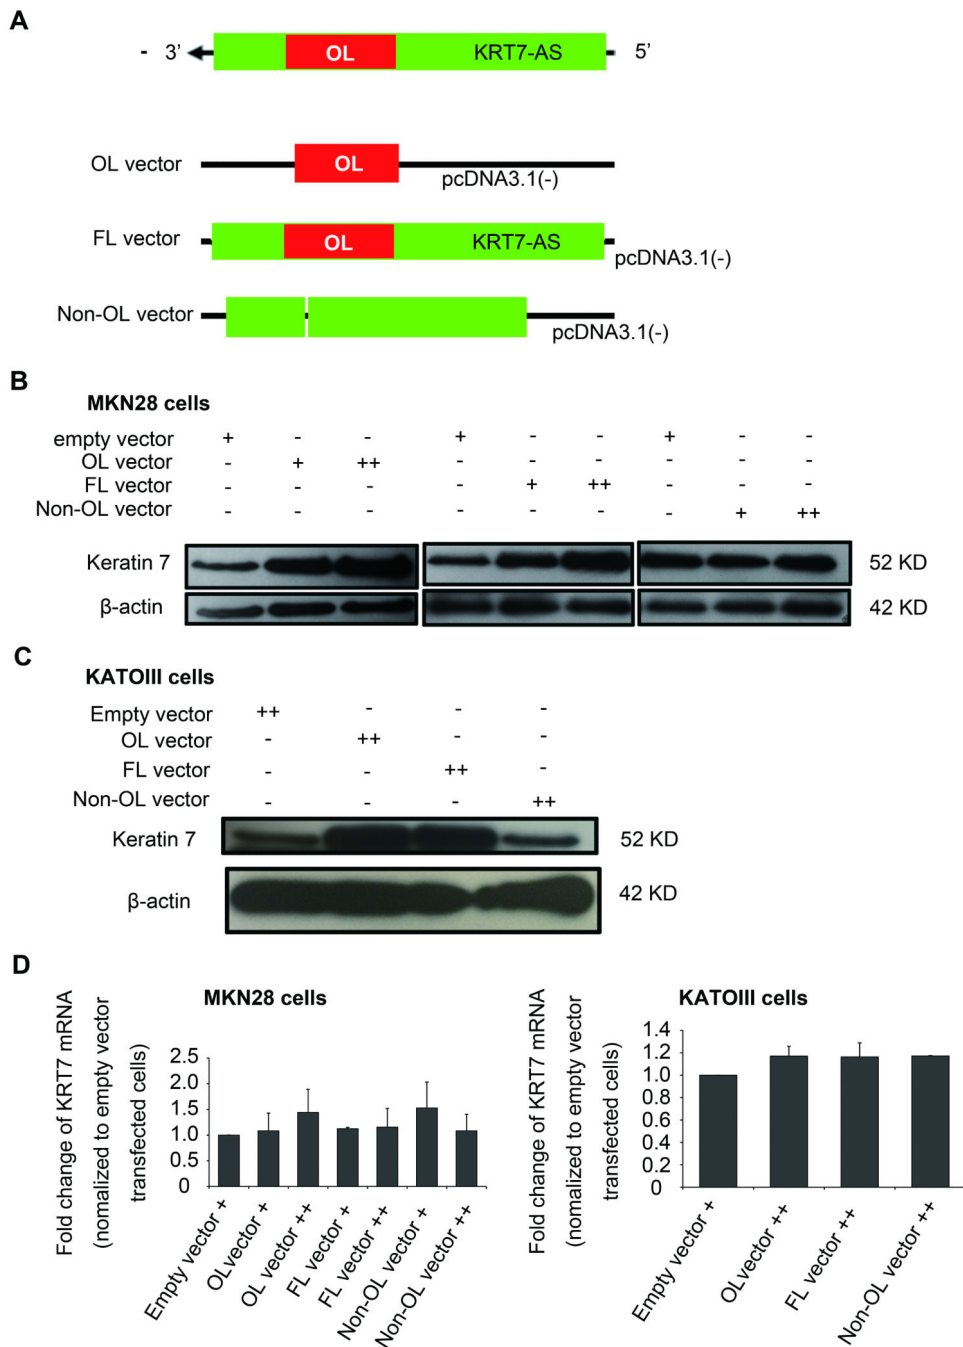 A
- 3' OL KRT7-AS 5'
OL vector OL pcDNA3.1(-)
FL vector OL KRT7-AS pcDNA3.1(-)
Non-OL vector pcDNA3.1(-)
B
MKN28 cells
empty vector + - - + - - + - -
OL vector - + ++ - - - - - -
FL vector - - - - + ++ - - -
Non-OL vector - - - - - - - + ++
Keratin 7 52 KD
β-actin 42 KD
C
KATOIII cells
Empty vector ++ - - -
OL vector - ++ - -
FL vector - - ++ -
Non-OL vector - - - ++
Keratin 7 52 KD
β-actin 42 KD
D
MKN28 cells
Fold change of KRT7 mRNA
(nomalized to empty vector
transfected cells)
2.5
2.0
1.5
1.0
0.5
0
Empty vector +
OLvector +
OL vector ++
FL vector +
FL vector ++
Non-OL vector +
Non-OL vector ++
KATOIII cells
Fold change of KRT7 mRNA
(nomalized to empty vector
transfected cells)
1.4
1.2
1.0
0.8
0.6
0.4
0.2
0
Empty vector +
OL vector ++
FL vector ++
Non-OL vector ++